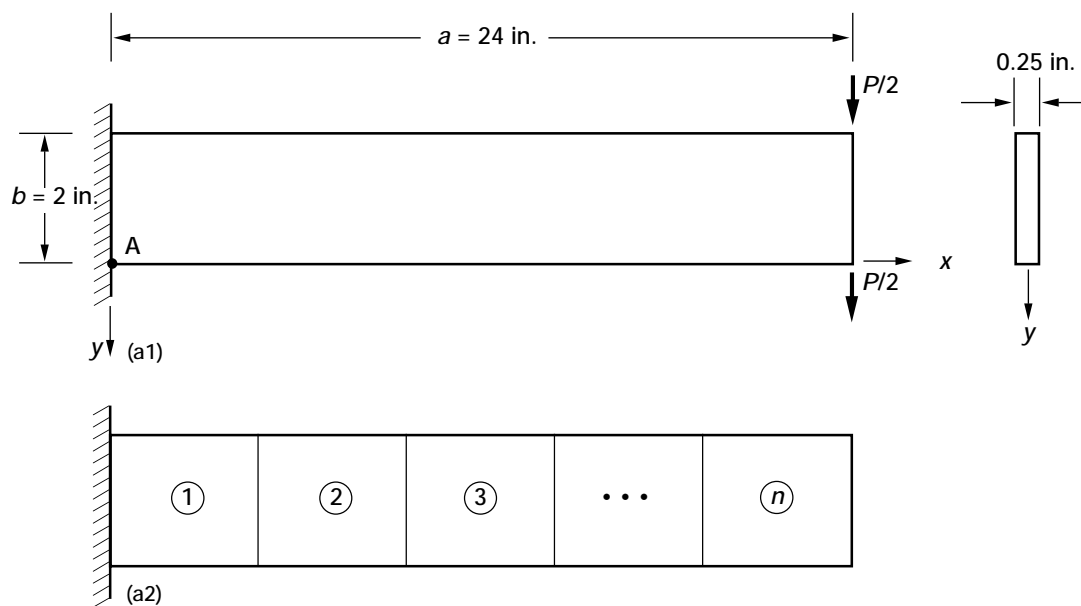 a = 24 in.
0.25 in.
P/2
b = 2 in.
A
x
P/2
y
y
(a1)
1 2 3 • • • n
(a2)